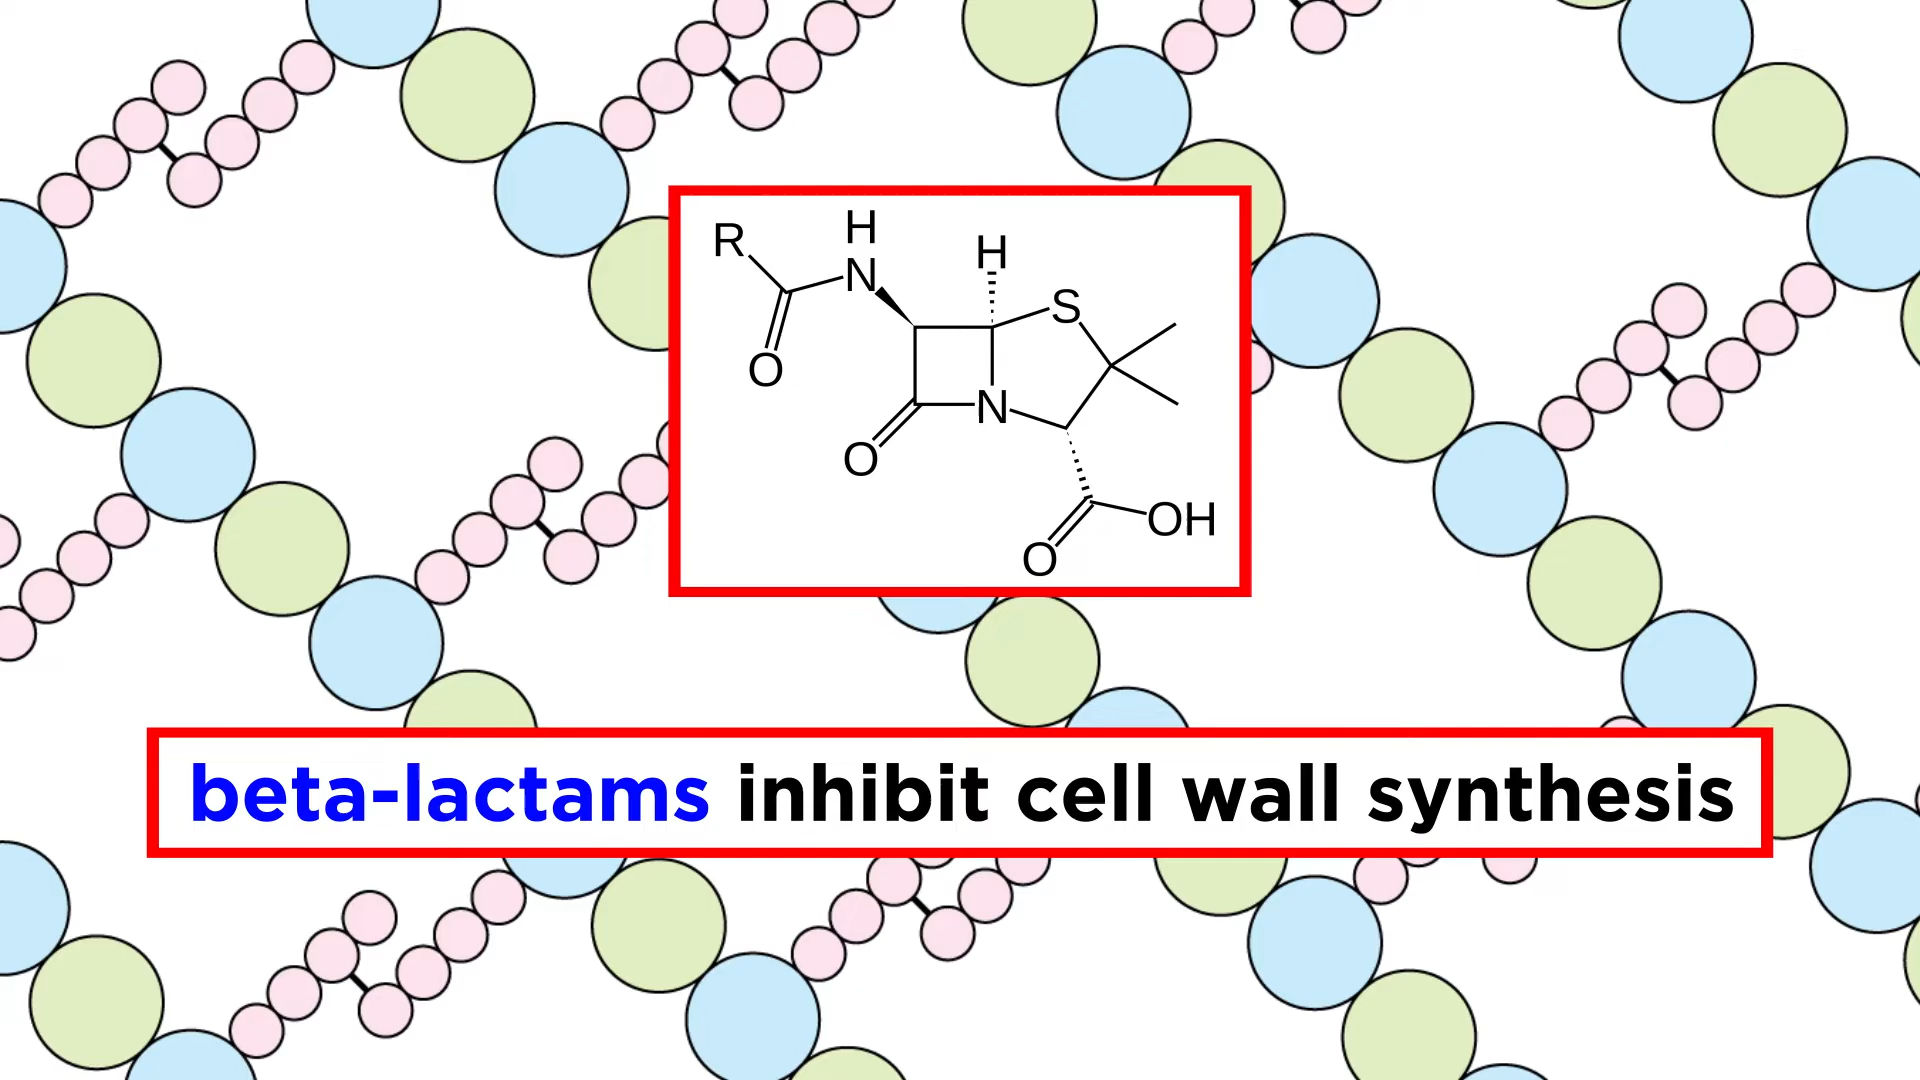 R
H
N
H
S
O
N
O
OH
O
beta-lactams inhibit cell wall synthesis